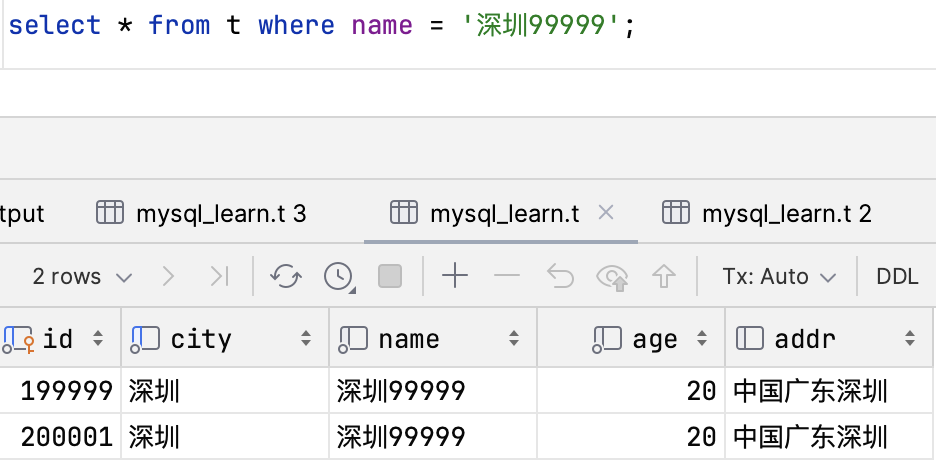 select * from t where name = '深圳99999';
tput mysql_learn.t 3 mysql_learn.t mysql_learn.t 2
2 rows Tx: Auto DDL
id city name age addr
199999 深圳 深圳99999 20 中国广东深圳
200001 深圳 深圳99999 20 中国广东深圳